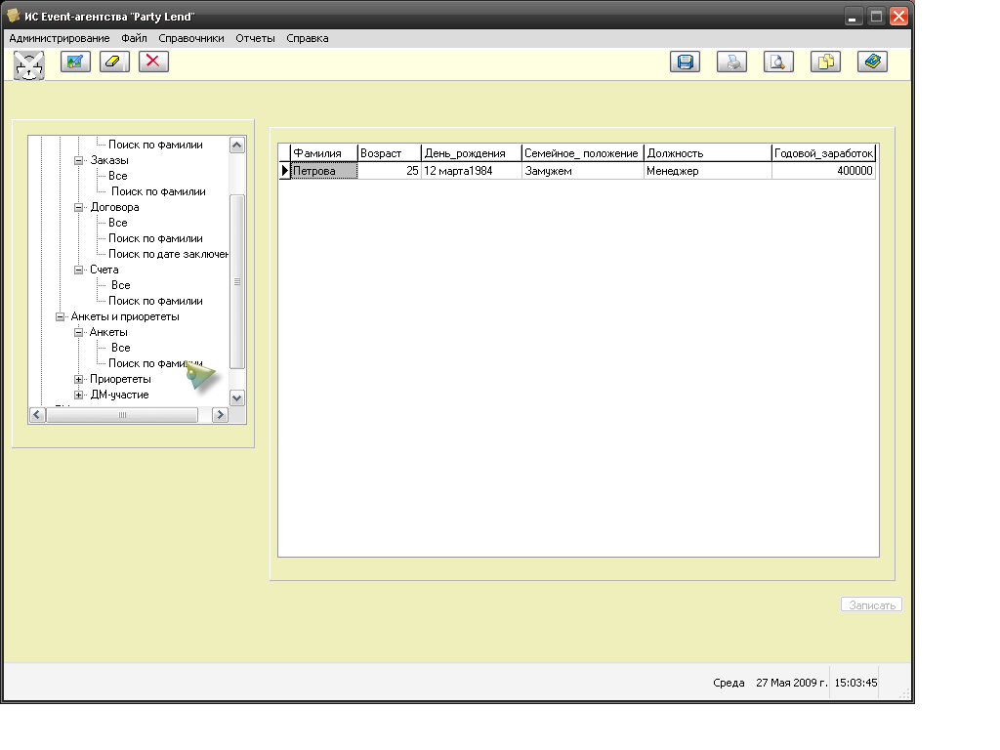 ИС Event-агентства "Party Lend"
Администрирование Файл Справочники Отчеты Справка
Поиск по фамилии
Заказы
Все
Поиск по фамилии
Договора
Все
Поиск по фамилии
Поиск по дате заключен
Счета
Все
Поиск по фамилии
Анкеты и приорететы
Анкеты
Все
Поиск по фамилии
Приорететы
ДМ-участие
Фамилия Возраст День_рождения Семейное_ положение Должность Годовой_заработок
Петрова 25 12 марта1984 Замужем Менеджер 400000
Записать
Среда 27 Мая 2009 г. 15:03:45